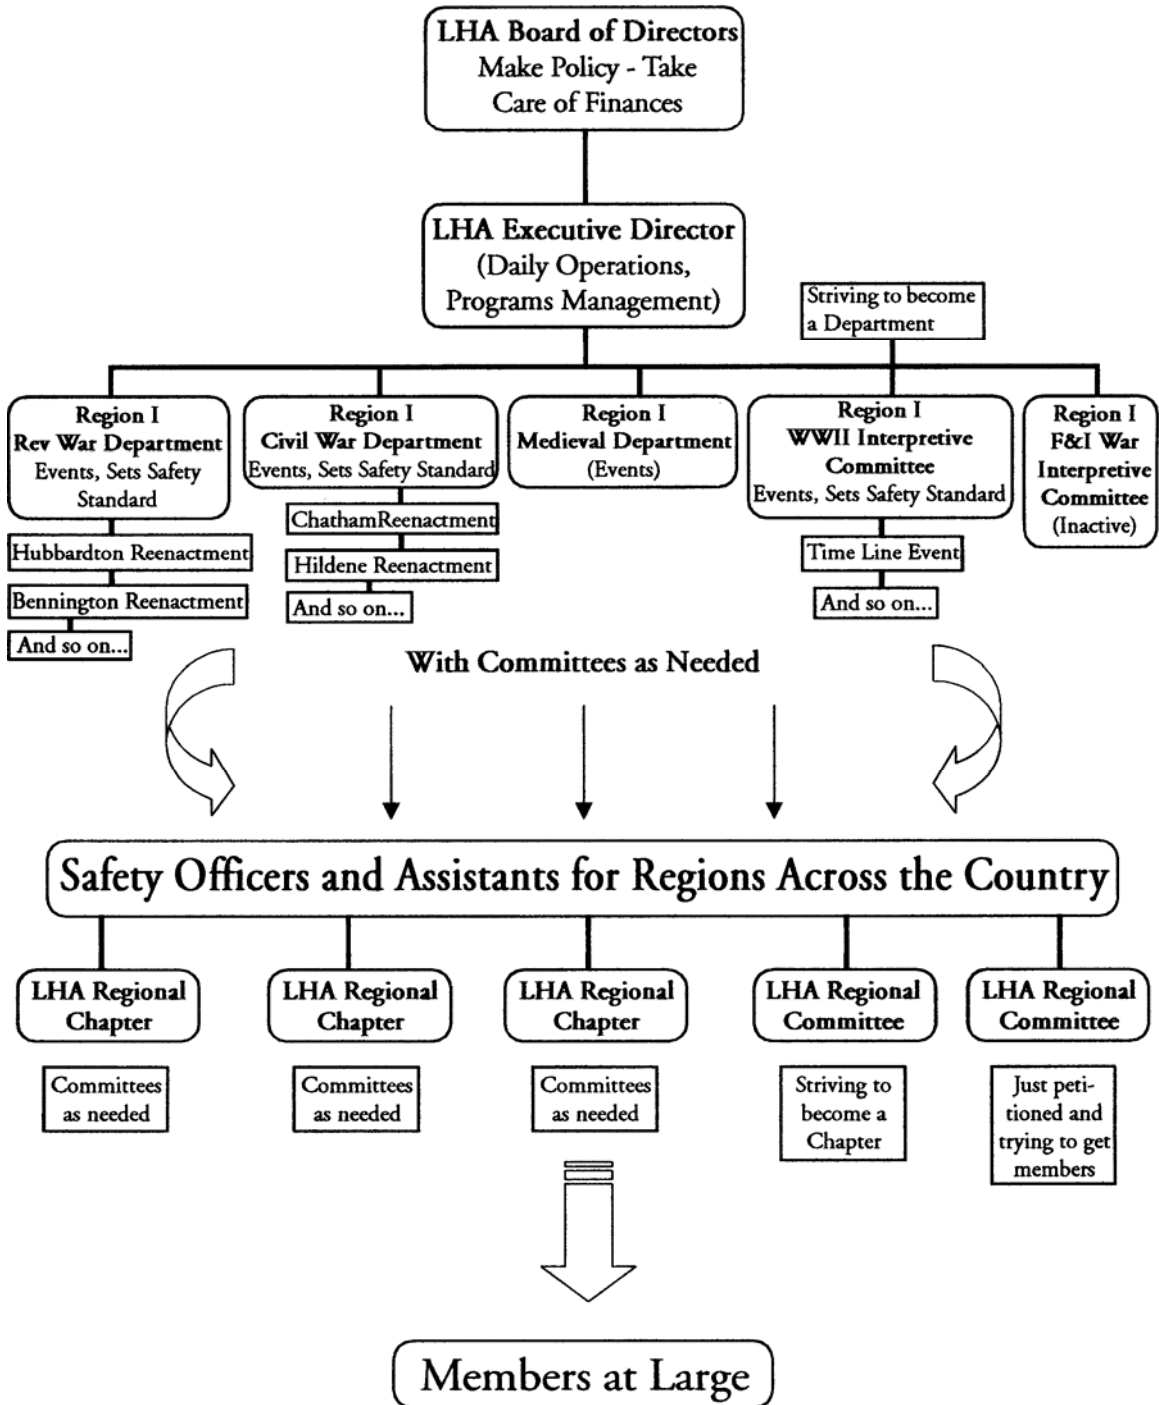 LHA Board of Directors
Make Policy - Take
Care of Finances
LHA Executive Director
(Daily Operations,
Programs Management)
Striving to become
a Department
Region I
Rev War Department
Events, Sets Safety
Standard
Hubbardton Reenactment
Bennington Reenactment
And so on...
Region I
Civil War Department
Events, Sets Safety Standard
ChathamReenactment
Hildene Reenactment
And so on...
Region I
Medieval Department
(Events)
Region I
WWII Interpretive
Committee
Events, Sets Safety Standard
Time Line Event
And so on...
Region I
F&I War
Interpretive
Committee
(Inactive)
With Committees as Needed
Safety Officers and Assistants for Regions Across the Country
LHA Regional
Chapter
Committees
as needed
LHA Regional
Chapter
Committees
as needed
LHA Regional
Chapter
Committees
as needed
LHA Regional
Committee
Striving to
become a
Chapter
LHA Regional
Committee
Just peti-
tioned and
trying to get
members
Members at Large